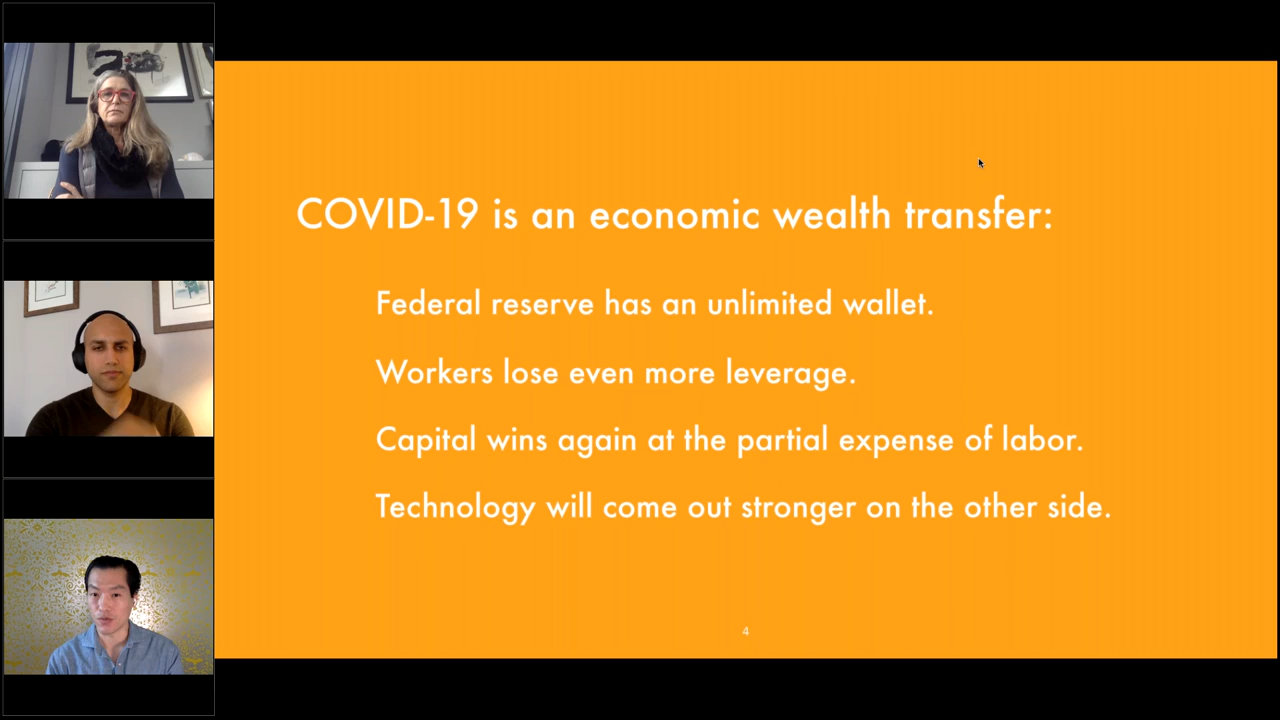 COVID-19 is an economic wealth transfer:
Federal reserve has an unlimited wallet.
Workers lose even more leverage.
Capital wins again at the partial expense of labor.
Technology will come out stronger on the other side.
4